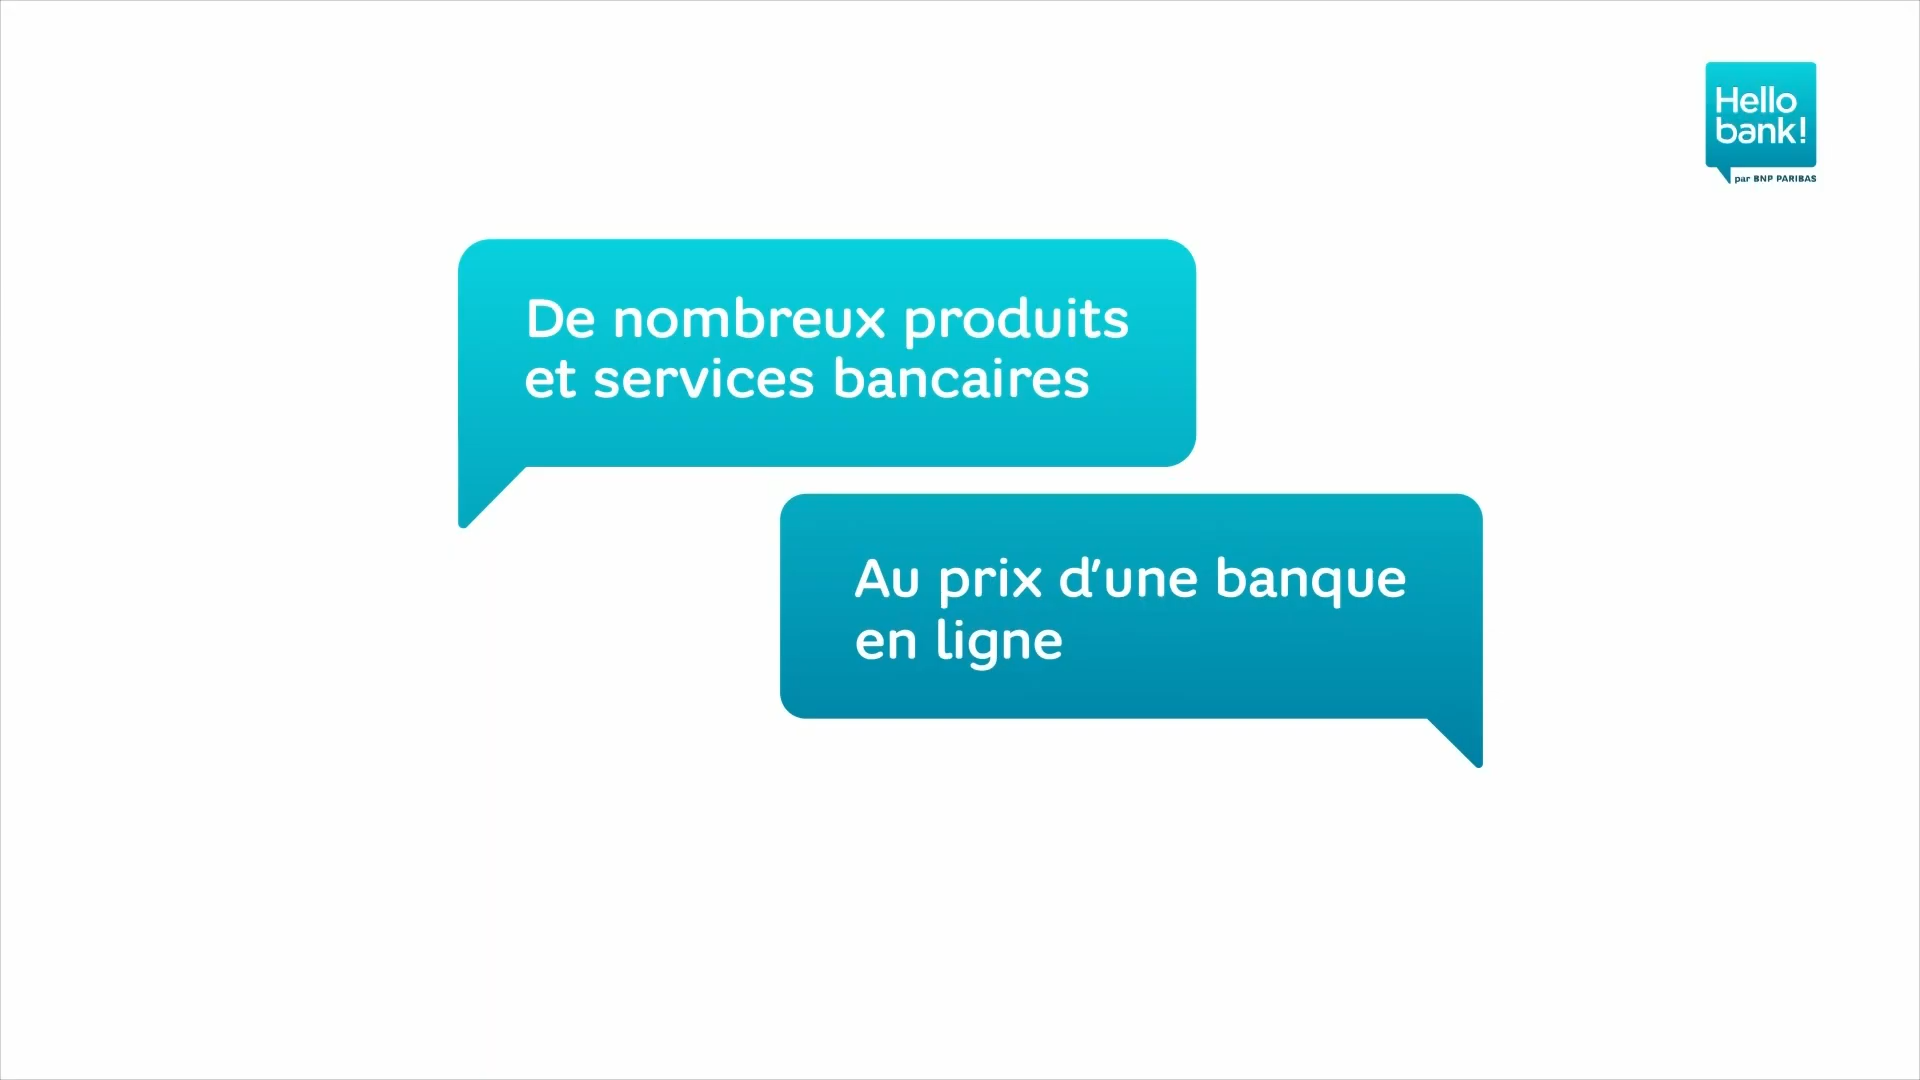 Hello
bank!
par BNP PARIBAS
De nombreux produits
et services bancaires
Au prix d’une banque
en ligne